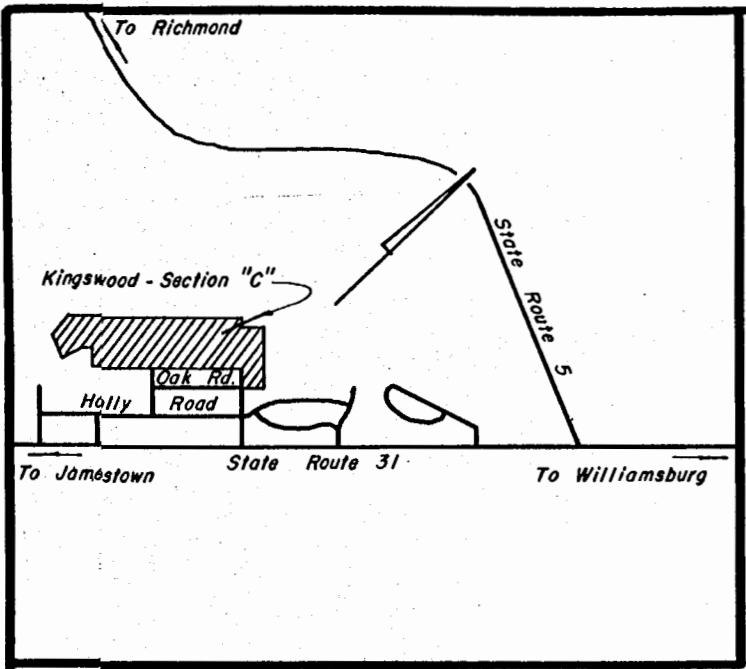 To Richmond
State Route 5
Kingswood - Section "C"
Oak Rd.
Holly Road
To Jamestown
State Route 31
To Williamsburg